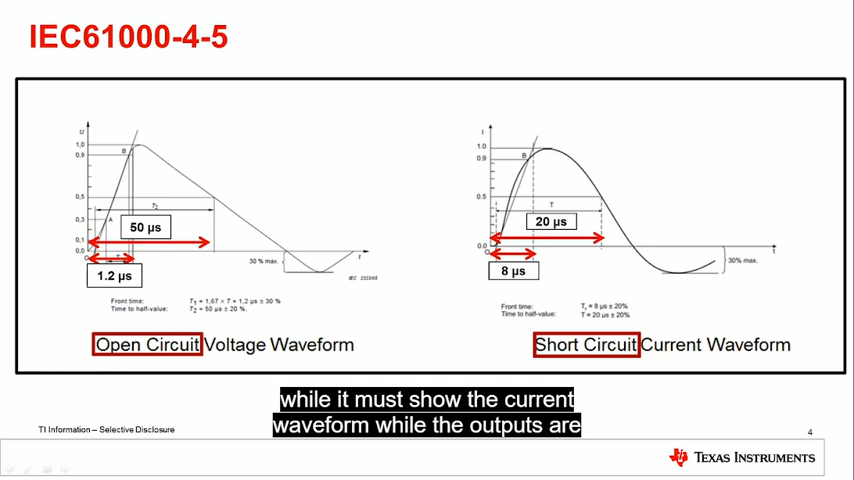 IEC61000-4-5
U
1,0
0,9
B
0,5
T2
0,3
A
50 µs
0,1
0,0
t
T
30 % max.
1.2 µs
IEC 2323/05
Front time: T1 = 1,67 × T = 1,2 µs ± 30 %
Time to half-value: T2 = 50 µs ± 20 %.
Open Circuit Voltage Waveform
I
1.0
0.9
B
0.5
T
20 µs
0.0
t
8 µs
30% max.
Front time: Tr = 8 µs ± 20%
Time to half-value: T = 20 µs ± 20%
Short Circuit Current Waveform
while it must show the current
waveform while the outputs are
TI Information – Selective Disclosure
4
TEXAS INSTRUMENTS